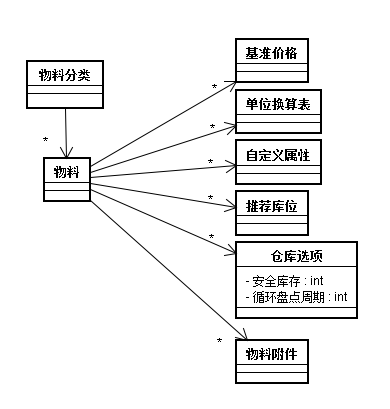 基准价格
物料分类
*
单位换算表
*
*
自定义属性
*
物料
推荐库位
*
*
仓库选项
- 安全库存 : int
- 循环盘点周期 : int
*
物料附件